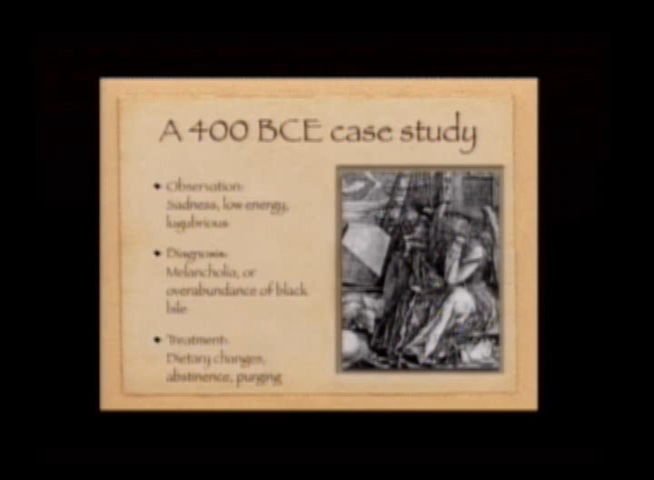 A 400 BCE case study
• Observation:
Sadness, low energy,
lugubrious
• Diagnosis:
Melancholia, or
overabundance of black
bile
• Treatment:
Dietary changes,
abstinence, purging